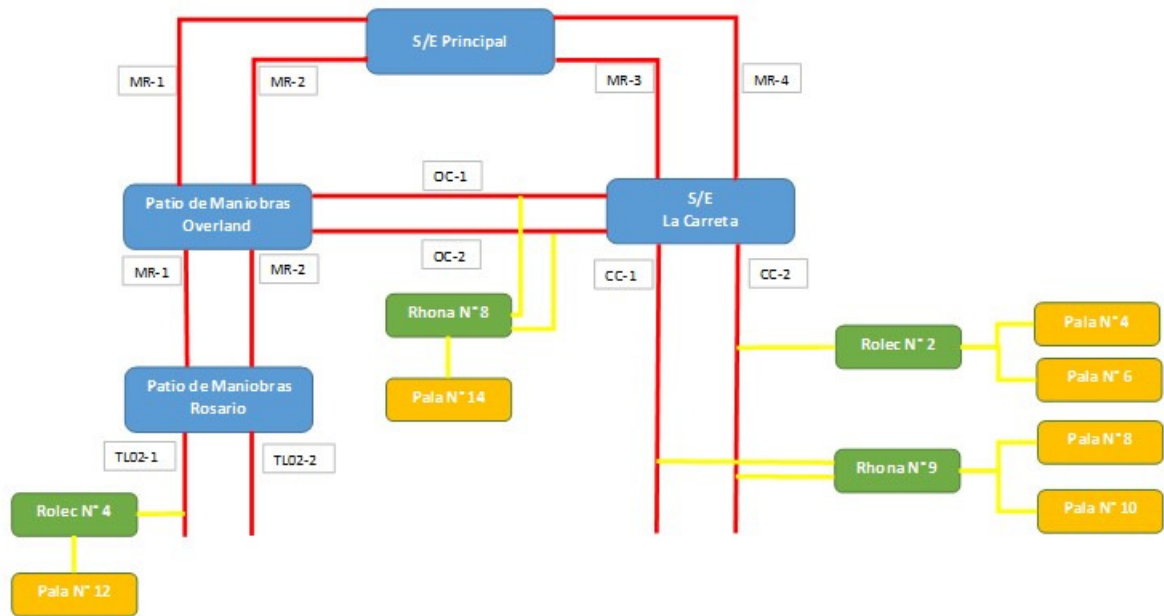 S/E Principal
MR-1
MR-2
MR-3
MR-4
Patio de Maniobras
Overland
OC-1
OC-2
S/E
La Carreta
MR-1
MR-2
CC-1
CC-2
Rhona N° 8
Pala N° 14
Rolec N° 2
Pala N° 4
Pala N° 6
Patio de Maniobras
Rosario
TL02-1
TL02-2
Rhona N° 9
Pala N° 8
Pala N° 10
Rolec N° 4
Pala N° 12